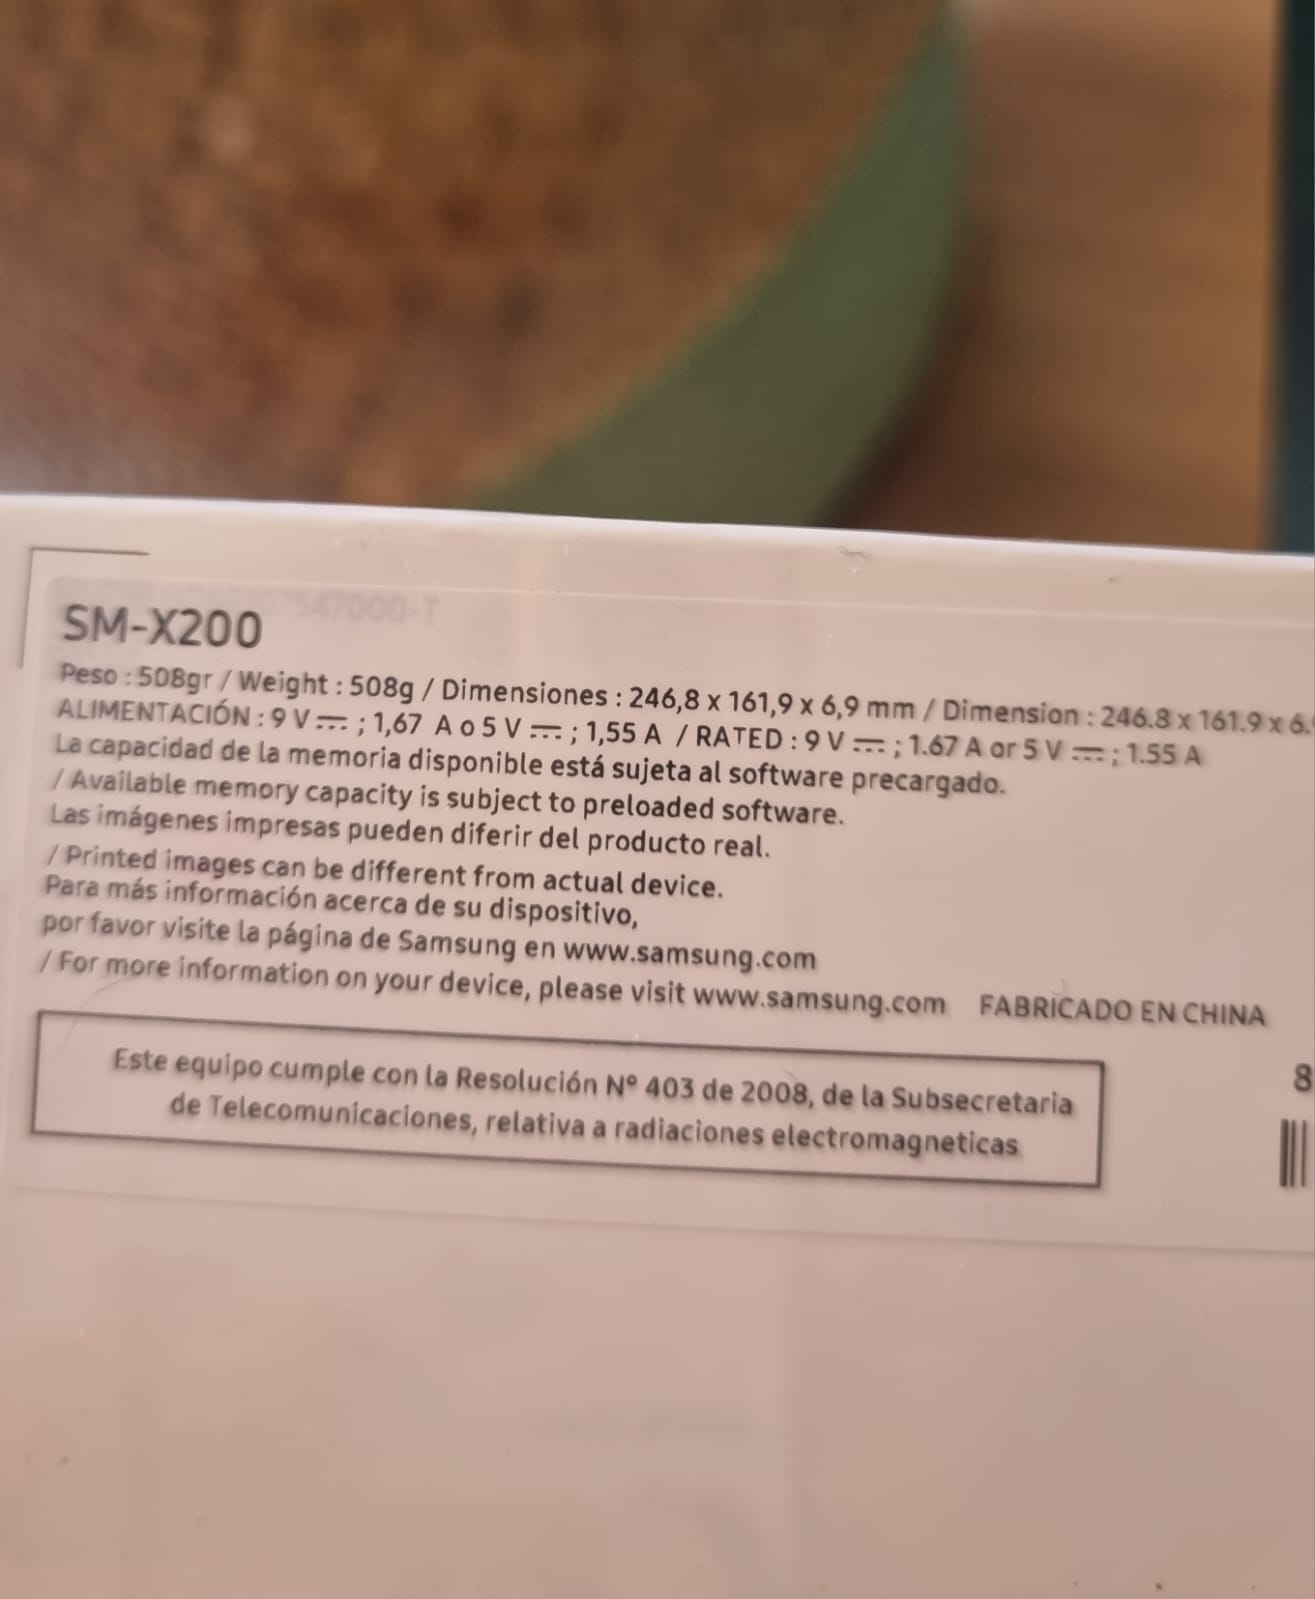 SM-X200
Peso : 508gr / Weight : 508g / Dimensiones : 246,8 x 161,9 x 6,9 mm / Dimension : 246.8 x 161.9 x 6.
ALIMENTACIÓN : 9 V⎓ ; 1,67 A o 5 V⎓ ; 1,55 A / RATED : 9 V⎓ ; 1.67 A or 5 V⎓ ; 1.55 A
La capacidad de la memoria disponible está sujeta al software precargado.
/ Available memory capacity is subject to preloaded software.
Las imágenes impresas pueden diferir del producto real.
/ Printed images can be different from actual device.
Para más información acerca de su dispositivo,
por favor visite la página de Samsung en www.samsung.com
/ For more information on your device, please visit www.samsung.com FABRICADO EN CHINA
Este equipo cumple con la Resolución Nº 403 de 2008, de la Subsecretaria
de Telecomunicaciones, relativa a radiaciones electromagneticas
8